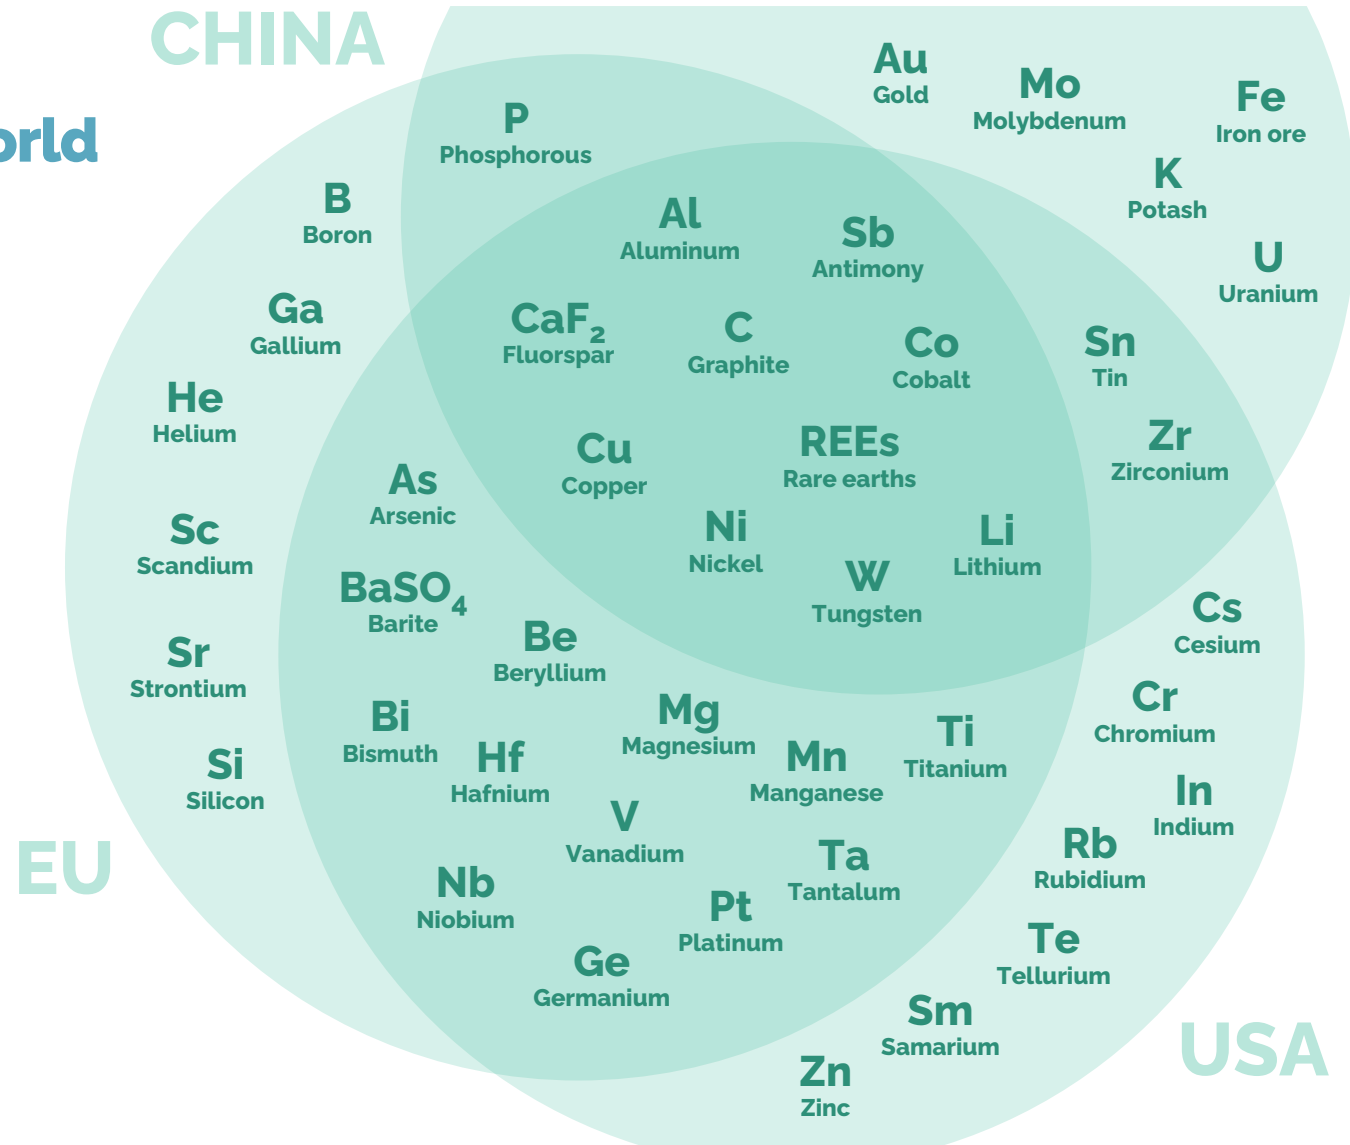 CHINA
orld
Au
Gold
Mo
Molybdenum
Fe
Iron ore
P
Phosphorous
K
Potash
B
Boron
Al
Aluminum
Sb
Antimony
U
Uranium
Ga
Gallium
CaF₂
Fluorspar
C
Graphite
Co
Cobalt
Sn
Tin
He
Helium
As
Arsenic
Cu
Copper
REEs
Rare earths
Zr
Zirconium
Sc
Scandium
Ni
Nickel
Li
Lithium
BaSO₄
Barite
W
Tungsten
Cs
Cesium
Sr
Strontium
Be
Beryllium
Bi
Bismuth
Hf
Hafnium
Mg
Magnesium
Mn
Manganese
Ti
Titanium
Cr
Chromium
Si
Silicon
In
Indium
V
Vanadium
Rb
Rubidium
EU
Nb
Niobium
Ta
Tantalum
Pt
Platinum
Te
Tellurium
Ge
Germanium
Sm
Samarium
USA
Zn
Zinc